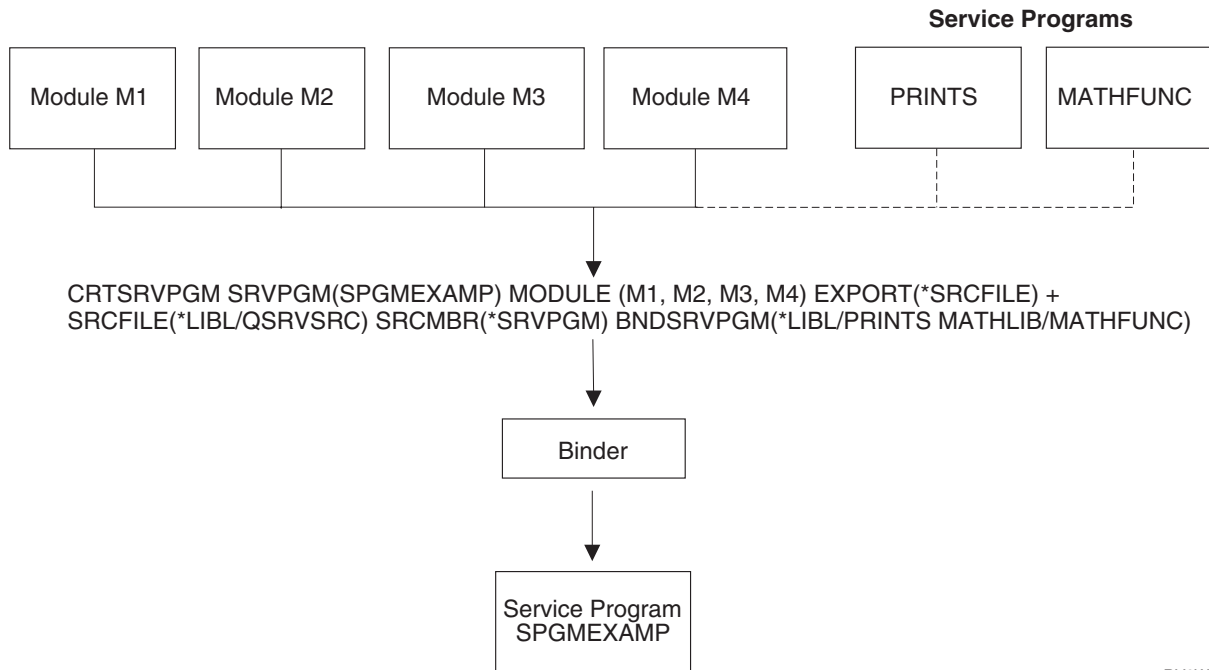 Service Programs
Module M1
Module M2
Module M3
Module M4
PRINTS
MATHFUNC
CRTSRVPGM SRVPGM(SPGMEXAMP) MODULE (M1, M2, M3, M4) EXPORT(*SRCFILE) +
SRCFILE(*LIBL/QSRVSRC) SRCMBR(*SRVPGM) BNDSRVPGM(*LIBL/PRINTS MATHLIB/MATHFUNC)
Binder
Service Program
SPGMEXAMP